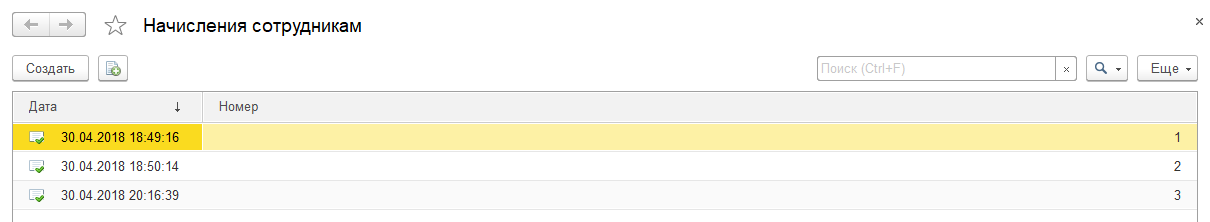 Начисления сотрудникам
Создать Поиск (Ctrl+F) × Еще
Дата ↓ Номер
30.04.2018 18:49:16 1
30.04.2018 18:50:14 2
30.04.2018 20:16:39 3